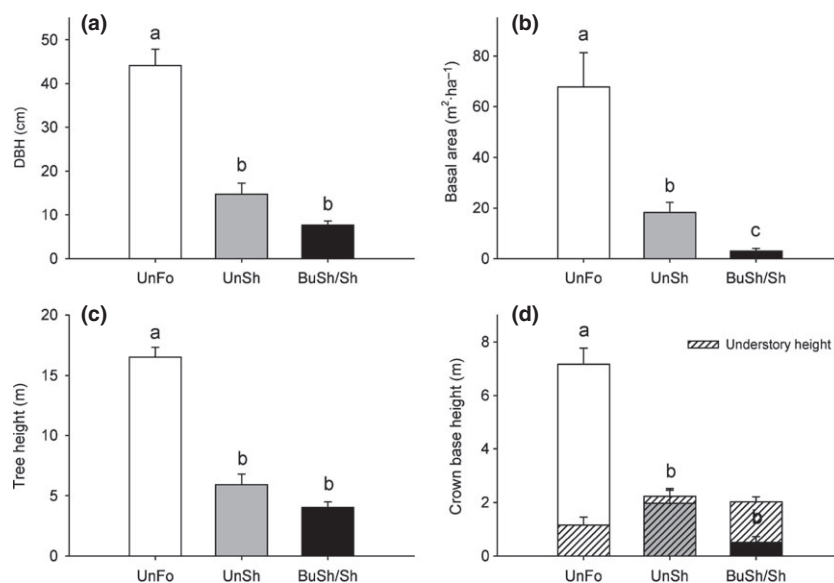 (a)
50
40
30
20
10
0
DBH (cm)
a
b
b
UnFo UnSh BuSh/Sh
(b)
80
60
40
20
0
Basal area (m²·ha⁻¹)
a
b
c
UnFo UnSh BuSh/Sh
(c)
20
15
10
5
0
Tree height (m)
a
b
b
UnFo UnSh BuSh/Sh
(d)
8
6
4
2
0
Crown base height (m)
a
Understory height
b
b
UnFo UnSh BuSh/Sh